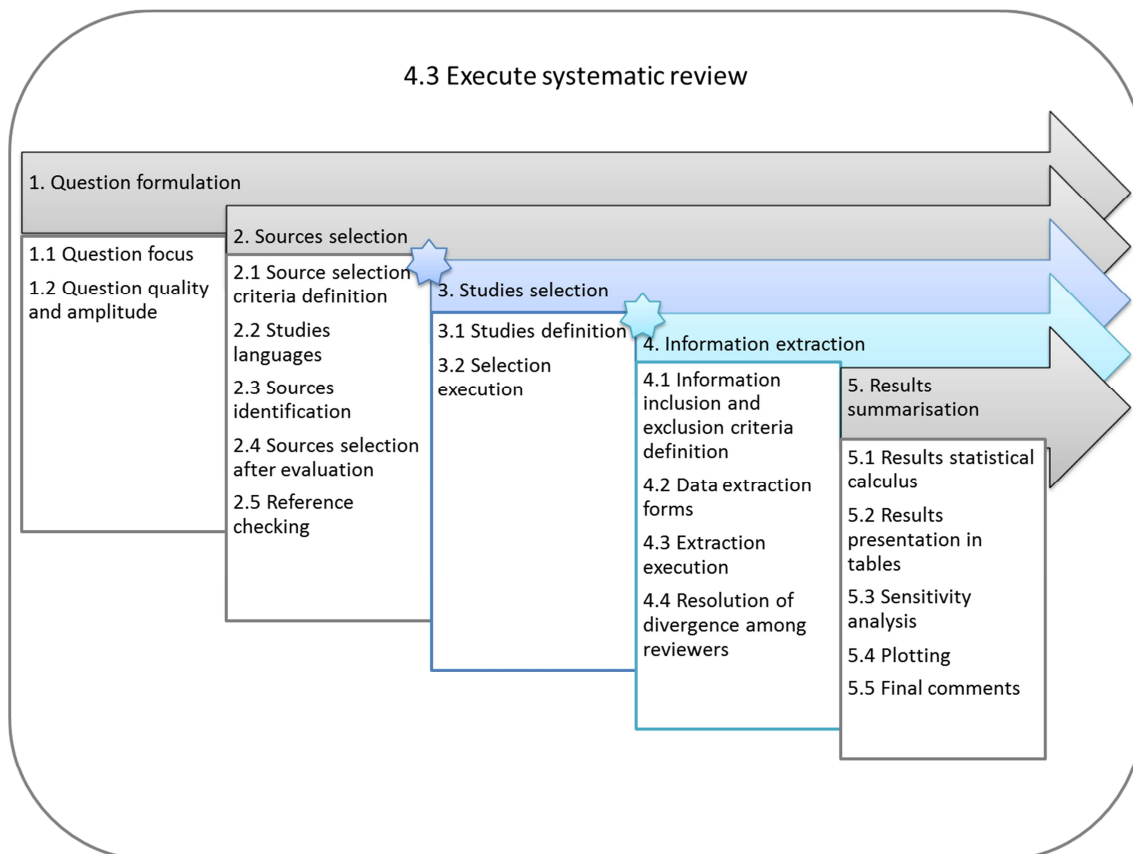 4.3 Execute systematic review
1. Question formulation
1.1 Question focus
1.2 Question quality
and amplitude
2. Sources selection
2.1 Source selection
criteria definition
2.2 Studies
languages
2.3 Sources
identification
2.4 Sources selection
after evaluation
2.5 Reference
checking
3. Studies selection
3.1 Studies definition
3.2 Selection
execution
4. Information extraction
4.1 Information
inclusion and
exclusion criteria
definition
4.2 Data extraction
forms
4.3 Extraction
execution
4.4 Resolution of
divergence among
reviewers
5. Results
summarisation
5.1 Results statistical
calculus
5.2 Results
presentation in
tables
5.3 Sensitivity
analysis
5.4 Plotting
5.5 Final comments